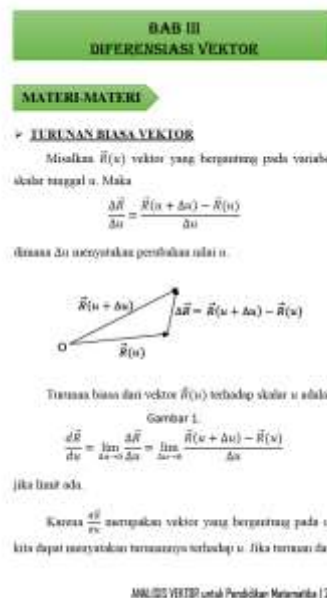 BAB III
DIFERENSIASI VEKTOR
MATERI-MATERI
➢ TURUNAN BIASA VEKTOR
Misalkan R⃗(u) vektor yang bergantung pada variabe
skalar tunggal u. Maka
ΔR⃗/Δu = (R⃗(u + Δu) − R⃗(u))/Δu
dimana Δu menyatakan perubahan nilai u.
R⃗(u + Δu)
ΔR⃗ = R⃗(u + Δu) − R⃗(u)
O
R⃗(u)
Turunan biasa dari vektor R⃗(u) terhadap skalar u adala
Gambar 1.
dR⃗/du = lim Δu→0 ΔR⃗/Δu = lim Δu→0 (R⃗(u + Δu) − R⃗(u))/Δu
jika limit ada.
Karena dR⃗/du merupakan vektor yang bergantung pada u
kita dapat menyatakan turunannya terhadap u. Jika turunan da
ANALISIS VEKTOR untuk Pendidikan Matematika |